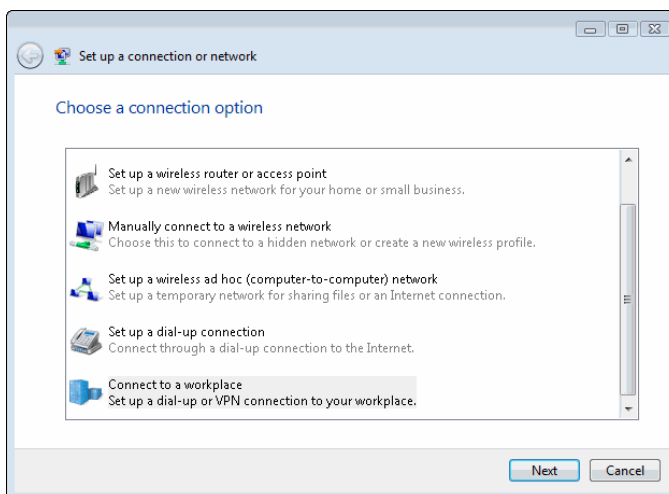 Set up a connection or network
Choose a connection option
Set up a wireless router or access point
Set up a new wireless network for your home or small business.
Manually connect to a wireless network
Choose this to connect to a hidden network or create a new wireless profile.
Set up a wireless ad hoc (computer-to-computer) network
Set up a temporary network for sharing files or an Internet connection.
Set up a dial-up connection
Connect through a dial-up connection to the Internet.
Connect to a workplace
Set up a dial-up or VPN connection to your workplace.
Next Cancel